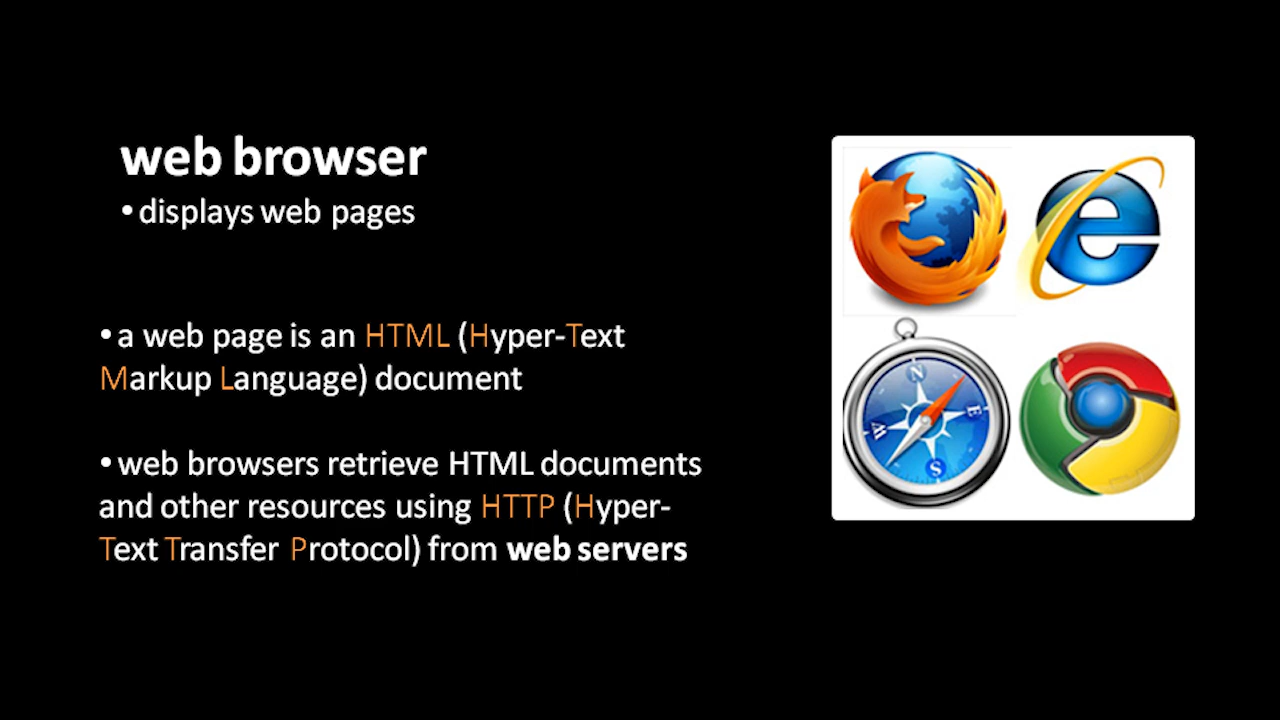 web browser
• displays web pages
• a web page is an HTML (Hyper-Text
Markup Language) document
• web browsers retrieve HTML documents
and other resources using HTTP (Hyper-
Text Transfer Protocol) from web servers
e
N
E
W
S